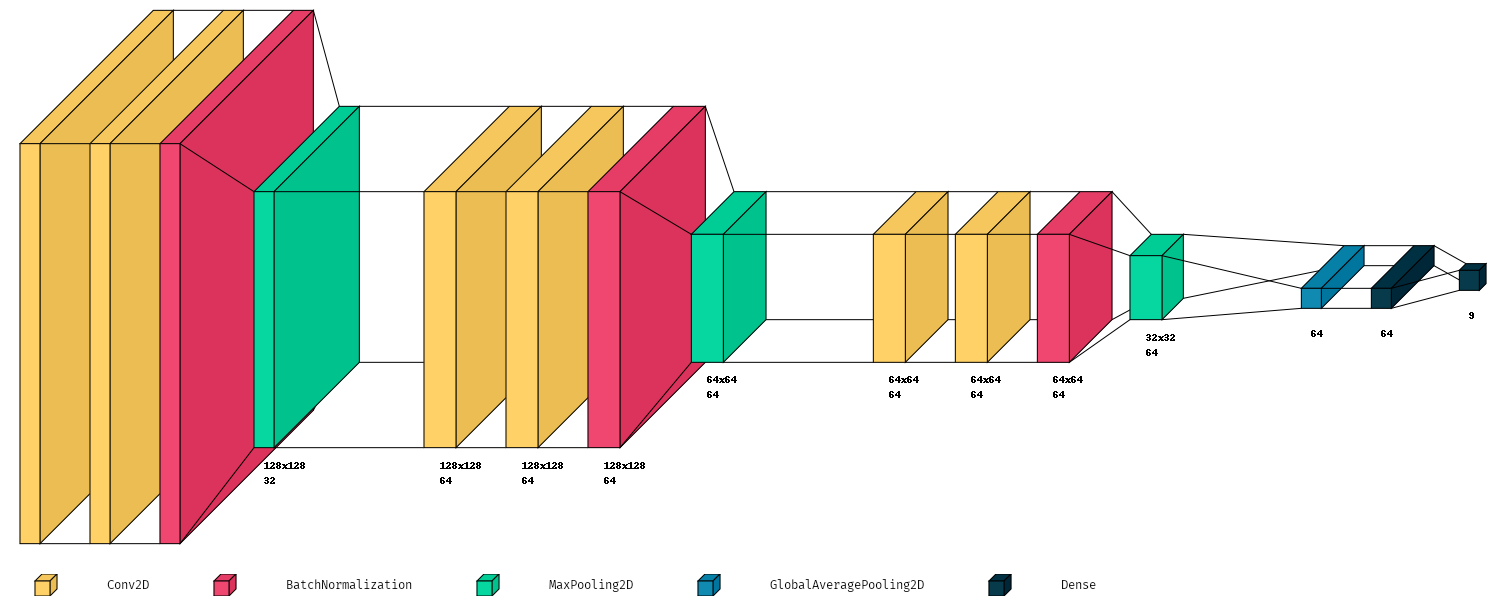 32x32
64
9
64
64
64x64
64
64x64
64
64x64
64
64x64
64
128x128
32
128x128
64
128x128
64
128x128
64
Conv2D
BatchNormalization
MaxPooling2D
GlobalAveragePooling2D
Dense